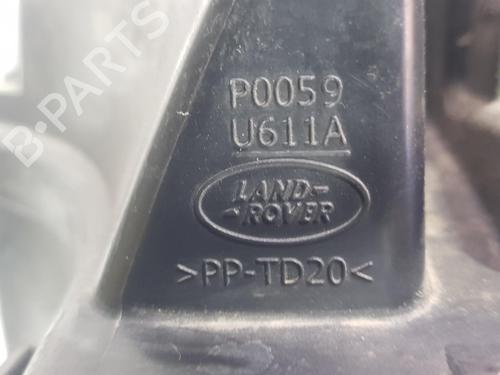 B-PARTS
P0059
U611A
LAND-
-ROVER
>PP-TD20<